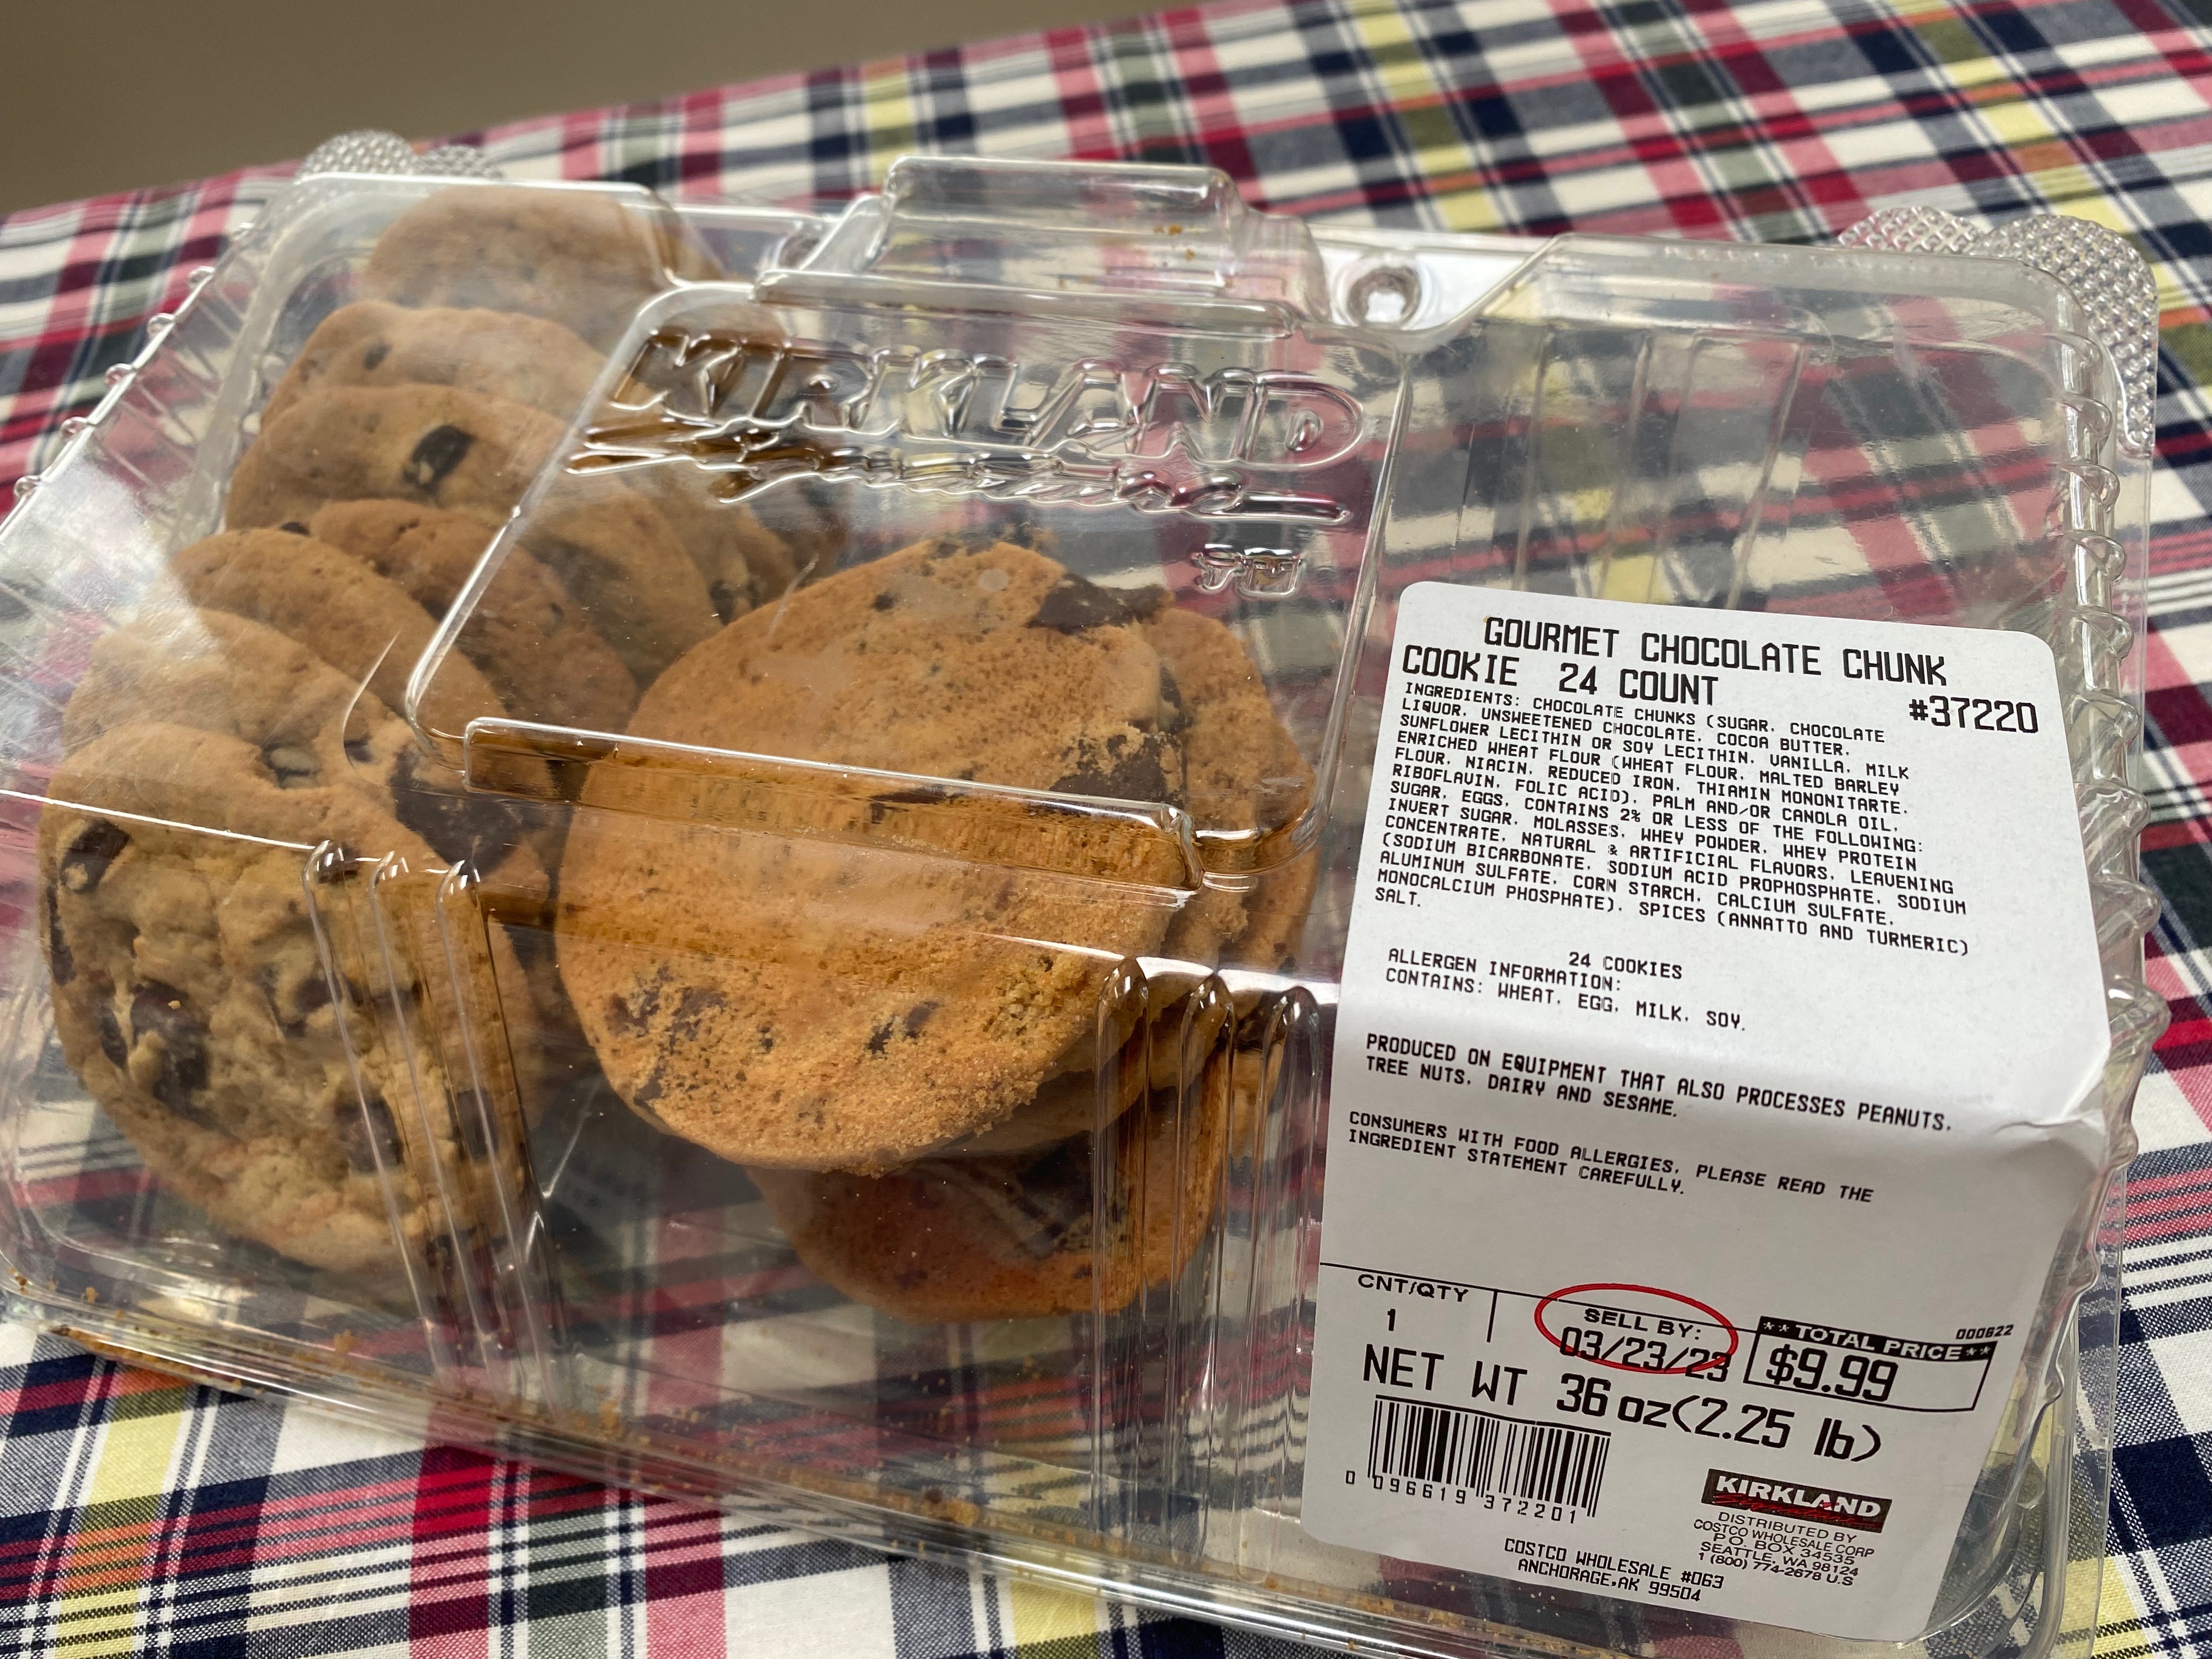 KIRKLAND
Signature
GOURMET CHOCOLATE CHUNK
COOKIE 24 COUNT
#37220
INGREDIENTS: CHOCOLATE CHUNKS (SUGAR, CHOCOLATE
LIQUOR, UNSWEETENED CHOCOLATE, COCOA BUTTER,
SUNFLOWER LECITHIN OR SOY LECITHIN, VANILLA, MILK
ENRICHED WHEAT FLOUR (WHEAT FLOUR, MALTED BARLEY
FLOUR, NIACIN, REDUCED IRON, THIAMIN MONONITARTE,
RIBOFLAVIN, FOLIC ACID), PALM AND/OR CANOLA OIL,
SUGAR, EGGS, CONTAINS 2% OR LESS OF THE FOLLOWING:
INVERT SUGAR, MOLASSES, WHEY POWDER, WHEY PROTEIN
CONCENTRATE, NATURAL & ARTIFICIAL FLAVORS, LEAVENING
(SODIUM BICARBONATE, SODIUM ACID PROPHOSPHATE, SODIUM
ALUMINUM SULFATE, CORN STARCH, CALCIUM SULFATE,
MONOCALCIUM PHOSPHATE), SPICES (ANNATTO AND TURMERIC)
SALT.
24 COOKIES
ALLERGEN INFORMATION:
CONTAINS: WHEAT, EGG, MILK, SOY.
PRODUCED ON EQUIPMENT THAT ALSO PROCESSES PEANUTS,
TREE NUTS, DAIRY AND SESAME.
CONSUMERS WITH FOOD ALLERGIES, PLEASE READ THE
INGREDIENT STATEMENT CAREFULLY.
CNT/QTY
1
SELL BY:
03/23/23
000622
**TOTAL PRICE**
$9.99
NET WT 36 oz(2.25 lb)
0 096619 372201
KIRKLAND
Signature
DISTRIBUTED BY
COSTCO WHOLESALE CORP
P.O. BOX 34535
SEATTLE, WA 98124
1 (800) 774-2678 U.S
COSTCO WHOLESALE #063
ANCHORAGE,AK 99504